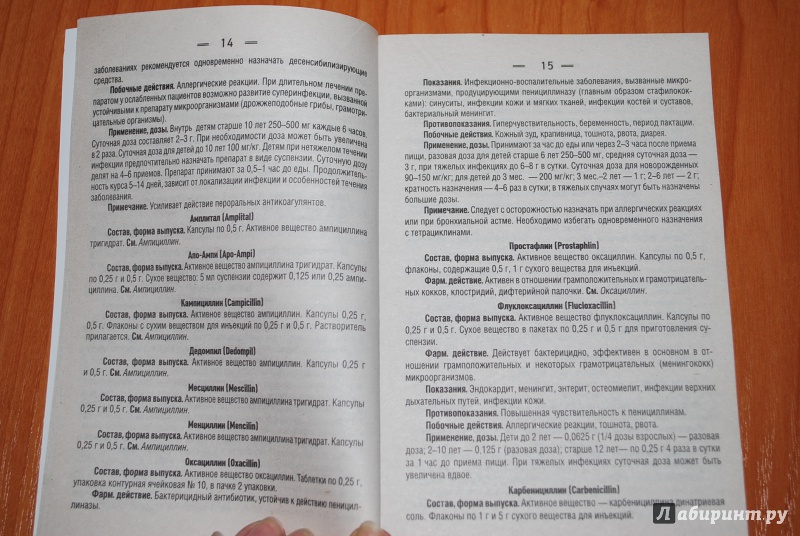 — 14 —
заболеваниях рекомендуется одновременно назначать десенсибилизирующие
средства.
Побочные действия. Аллергические реакции. При длительном лечении пре-
паратом у ослабленных пациентов возможно развитие суперинфекции, вызванной
устойчивыми к препарату микроорганизмами (дрожжеподобные грибы, грамотри-
цательные организмы).
Применение, дозы. Внутрь детям старше 10 лет 250–500 мг каждые 6 часов.
Суточная доза составляет 2–3 г. При необходимости доза может быть увеличена
в 2 раза. Суточная доза для детей до 10 лет 100 мг/кг. Детям при нетяжелом течении
инфекции предпочтительно назначать препарат в виде суспензии. Суточную дозу
делят на 4–6 приемов. Препарат принимают за 0,5–1 час до еды. Продолжитель-
ность курса 5–14 дней, зависит от локализации инфекции и особенностей течения
заболевания.
Примечание. Усиливает действие пероральных антикоагулянтов.
Амплитал (Amplital)
Состав, форма выпуска. Капсулы по 0,5 г. Активное вещество ампициллина
тригидрат. См. Ампициллин.
Апо-Ампи (Apo-Ampi)
Состав, форма выпуска. Активное вещество ампициллина тригидрат. Капсулы
по 0,25 г и 0,5 г. Сухое вещество: 5 мл суспензии содержит 0,125 или 0,25 ампи-
циллина. См. Ампициллин.
Кампициллин (Campicillin)
Состав, форма выпуска. Активное вещество ампициллин. Капсулы 0,25 г,
0,5 г. Флаконы с сухим веществом для инъекций по 0,25 г и 0,5 г. Растворитель
прилагается. См. Ампициллин.
Дедомпил (Dedompil)
Состав, форма выпуска. Активное вещество ампициллин. Капсулы 0,25 г
и 0,5 г. См. Ампициллин.
Месциллин (Mescillin)
Состав, форма выпуска. Активное вещество ампициллина тригидрат. Капсулы
0,25 г и 0,5 г. См. Ампициллин.
Менциллин (Mencilin)
Состав, форма выпуска. Активное вещество ампициллина тригидрат. Капсулы
0,25 г и 0,5 г. См. Ампициллин.
Оксациллин (Oxacillin)
Состав, форма выпуска. Активное вещество оксациллин. Таблетки по 0,25 г,
упаковка контурная ячейковая № 10, в пачке 2 упаковки.
Фарм. действие. Бактерицидный антибиотик, устойчив к действию пеницил-
линазы.
— 15 —
Показания. Инфекционно-воспалительные заболевания, вызванные микро-
организмами, продуцирующими пенициллиназу (главным образом стафилокок-
ками): синуситы, инфекции кожи и мягких тканей, инфекции костей и суставов,
бактериальный менингит.
Противопоказания. Гиперчувствительность, беременность, период лактации.
Побочные действия. Кожный зуд, крапивница, тошнота, рвота, диарея.
Применение, дозы. Принимают за час до еды или через 2–3 часа после приема
пищи, разовая доза для детей старше 6 лет 250–500 мг, средняя суточная доза —
3 г, при тяжелых инфекциях до 6–8 г в сутки. Суточная доза для новорожденных
90–150 мг/кг; для детей до 3 мес. — 200 мг/кг; 3 мес.–2 лет — 1 г; 2–6 лет — 2 г;
кратность назначения — 4–6 раз в сутки; в тяжелых случаях могут быть назначены
большие дозы.
Примечание. Следует с осторожностью назначать при аллергических реакциях
или при бронхиальной астме. Необходимо избегать одновременного назначения
с тетрациклинами.
Простафлин (Prostaphlin)
Состав, форма выпуска. Активное вещество оксациллин. Капсулы по 0,5 г,
флаконы, содержащие 0,5 г, 1 г сухого вещества для инъекций.
Фарм. действие. Активен в отношении грамположительных и грамотрицатель-
ных кокков, клостридий, дифтерийной палочки. См. Оксациллин.
Флуклоксациллин (Flucloxacillin)
Состав, форма выпуска. Активное вещество флуклоксациллин. Капсулы по
0,25 г и 0,5 г. Сухое вещество в пакетах по 0,25 г и 0,5 г для приготовления су-
спензии.
Фарм. действие. Действует бактерицидно, эффективен в основном в от-
ношении грамположительных и некоторых грамотрицательных (менингококк)
микроорганизмов.
Показания. Эндокардит, менингит, энтерит, остеомиелит, инфекции верхних
дыхательных путей, инфекции кожи.
Противопоказания. Повышенная чувствительность к пенициллинам.
Побочные действия. Аллергические реакции, тошнота, рвота.
Применение, дозы. Дети до 2 лет — 0,0625 г (1/4 дозы взрослых) — разовая
доза; 2–10 лет — 0,125 г (разовая доза); старше 12 лет— по 0,25 г 4 раза в сутки
за 1 час до приема пищи. При тяжелых инфекциях суточная доза может быть
увеличена вдвое.
Карбенициллин (Carbenicillin)
Состав, форма выпуска. Активное вещество — карбенициллина динатриевая
соль. Флаконы по 1 г и 5 г сухого вещества для инъекций.
Лабиринт.ру